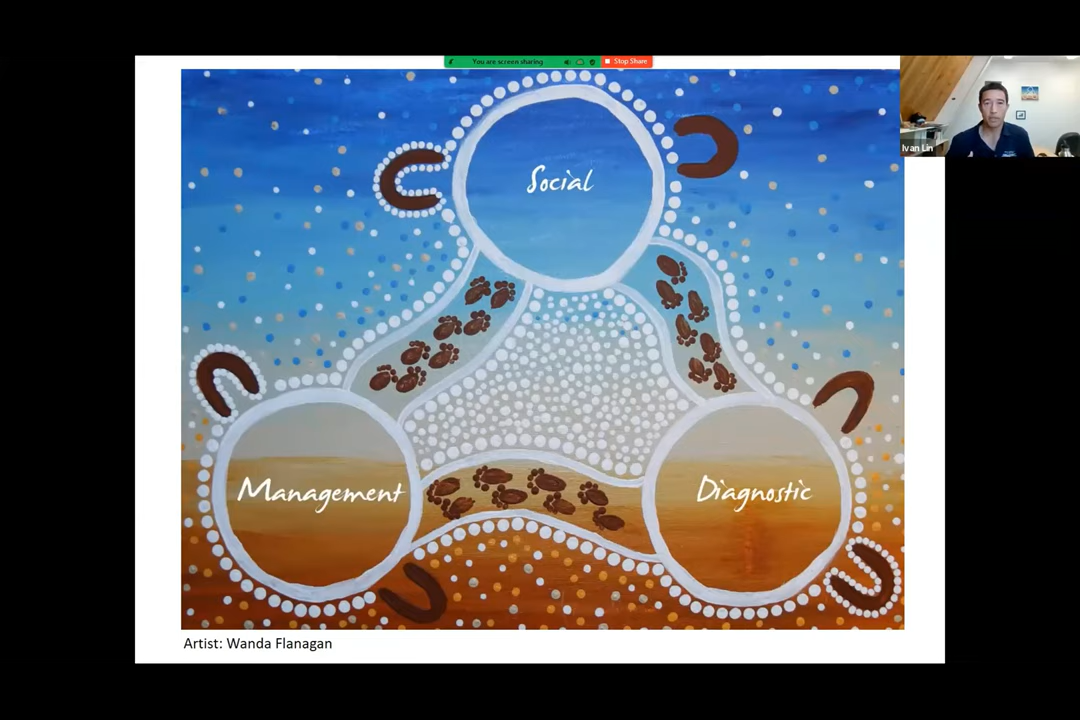 You are screen sharing
Stop Share
Ivan Lin
Social
Management
Diagnostic
Artist: Wanda Flanagan